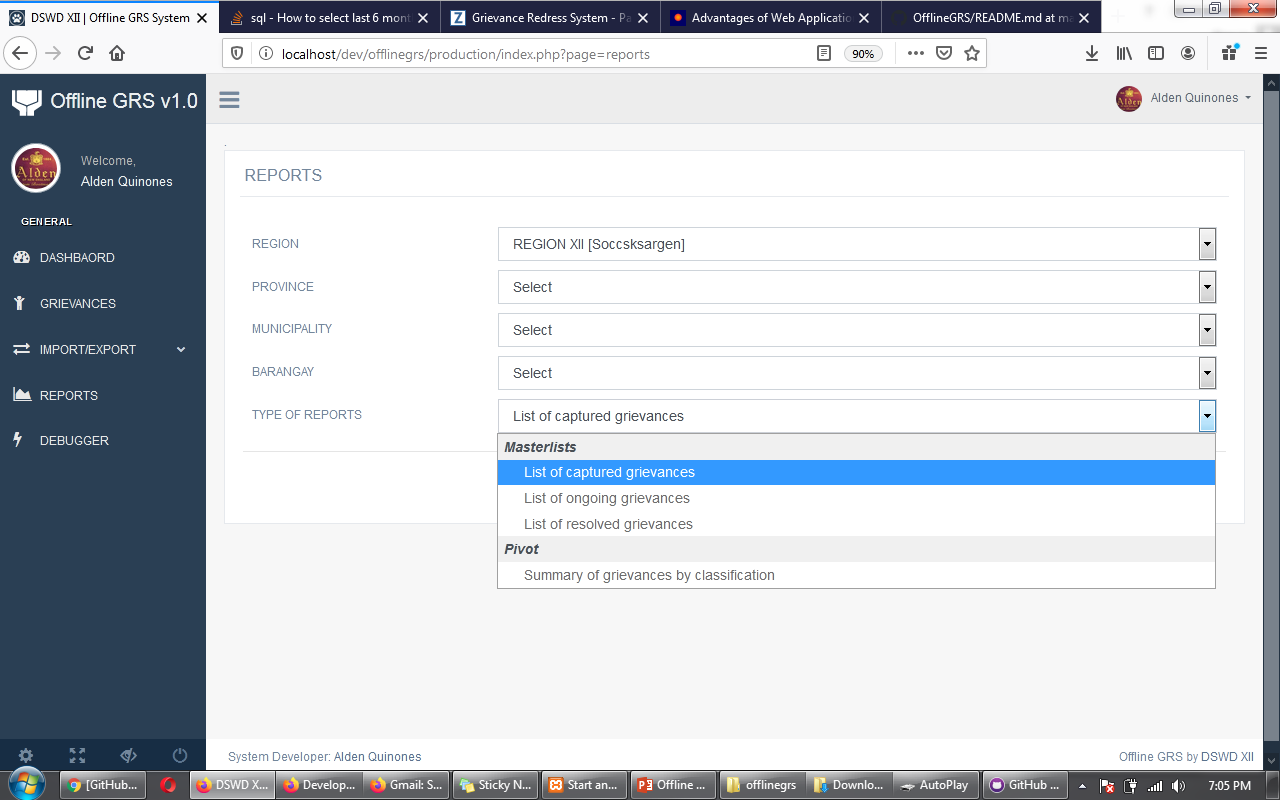 DSWD XII | Offline GRS System
sql - How to select last 6 mont
Grievance Redress System - Pa
Advantages of Web Applicatio
OfflineGRS/README.md at ma
localhost/dev/offlinegrs/production/index.php?page=reports
90%
Offline GRS v1.0
Alden Quinones
Alden
Welcome,
Alden Quinones
GENERAL
DASHBAORD
GRIEVANCES
IMPORT/EXPORT
REPORTS
DEBUGGER
REPORTS
REGION
REGION XII [Soccsksargen]
PROVINCE
Select
MUNICIPALITY
Select
BARANGAY
Select
TYPE OF REPORTS
List of captured grievances
Masterlists
List of captured grievances
List of ongoing grievances
List of resolved grievances
Pivot
Summary of grievances by classification
System Developer: Alden Quinones
Offline GRS by DSWD XII
[GitHub...
DSWD X...
Develop...
Gmail: S...
Sticky N...
Start an...
Offline ...
offlinegrs
Downlo...
AutoPlay
GitHub ...
7:05 PM